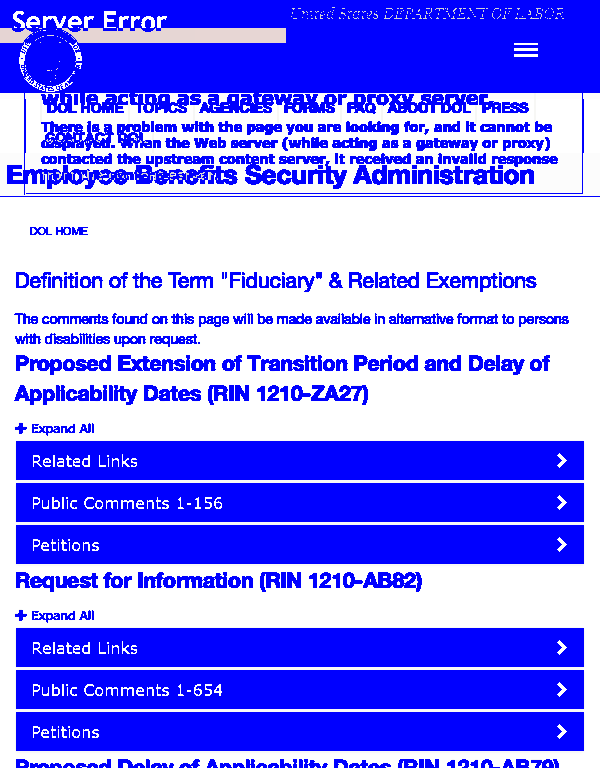 Server Error
United States DEPARTMENT OF LABOR
while acting as a gateway or proxy server.
DOL HOME TOPICS AGENCIES FORMS FAQ ABOUT DOL PRESS
There is a problem with the page you are looking for, and it cannot be
CONTACT DOL
displayed. When the Web server (while acting as a gateway or proxy)
contacted the upstream content server, it received an invalid response
Employee Benefits Security Administration
DOL HOME
Definition of the Term "Fiduciary" & Related Exemptions
The comments found on this page will be made available in alternative format to persons
with disabilities upon request.
Proposed Extension of Transition Period and Delay of
Applicability Dates (RIN 1210-ZA27)
+ Expand All
Related Links
Public Comments 1-156
Petitions
Request for Information (RIN 1210-AB82)
+ Expand All
Related Links
Public Comments 1-654
Petitions
Proposed Delay of Applicability Dates (RIN 1210-AB79)